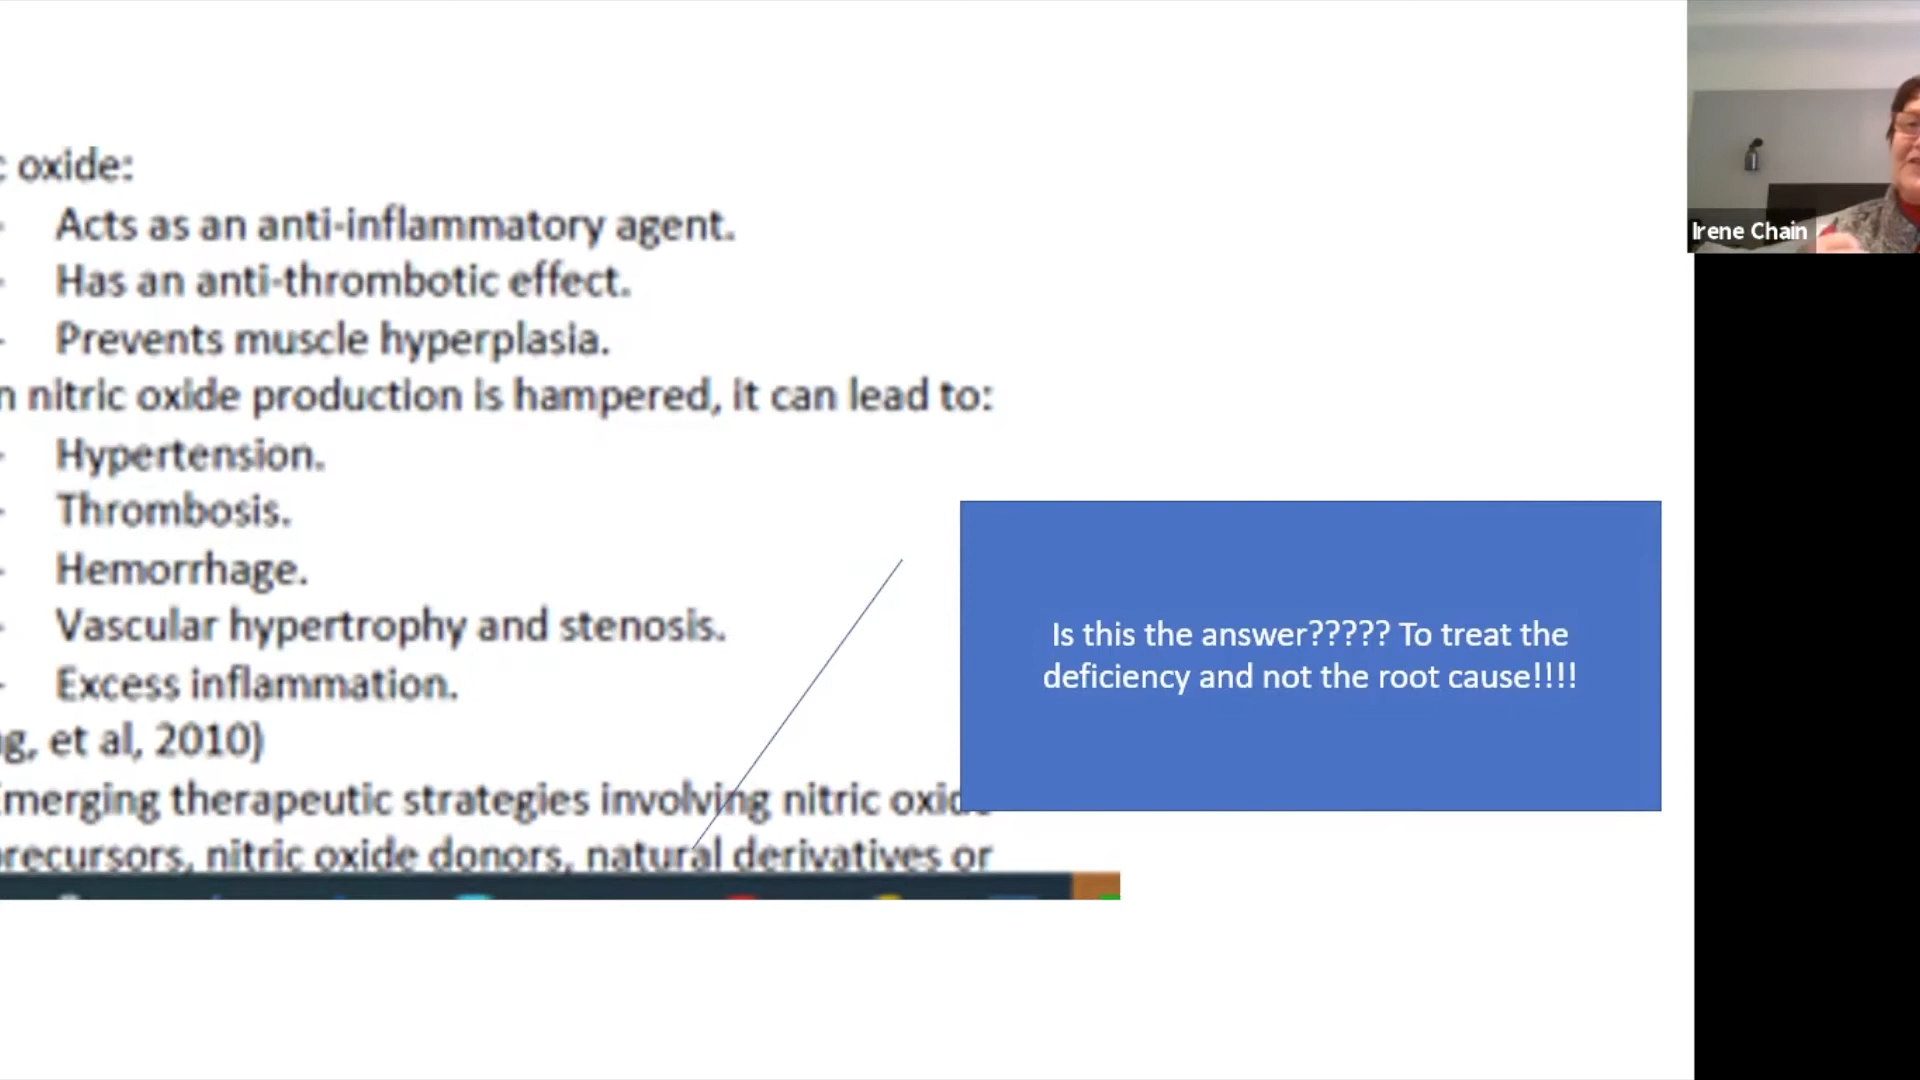 c oxide:
- Acts as an anti-inflammatory agent.
- Has an anti-thrombotic effect.
- Prevents muscle hyperplasia.
n nitric oxide production is hampered, it can lead to:
- Hypertension.
- Thrombosis.
- Hemorrhage.
- Vascular hypertrophy and stenosis.
- Excess inflammation.
g, et al, 2010)
Emerging therapeutic strategies involving nitric oxide
precursors, nitric oxide donors, natural derivatives or
Is this the answer????? To treat the
deficiency and not the root cause!!!!
Irene Chain